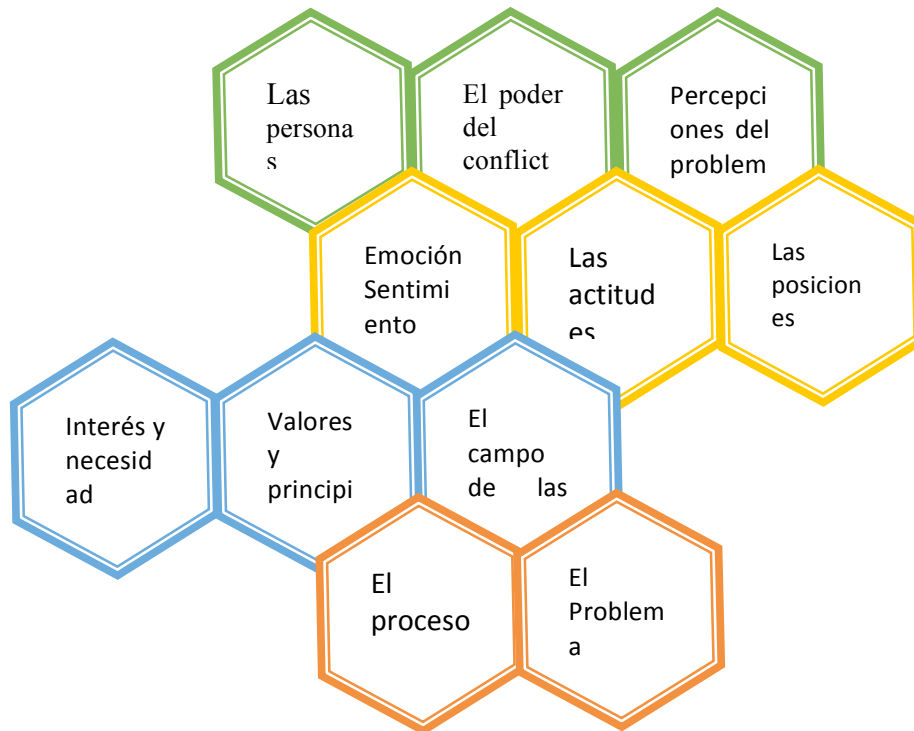 Las
persona
s
El poder
del
conflict
Percepci
ones del
problem
Emoción
Sentimi
ento
Las
actitud
es
Las
posicion
es
Interés y
necesid
ad
Valores
y
principi
El
campo
de las
El
proceso
El
Problem
a